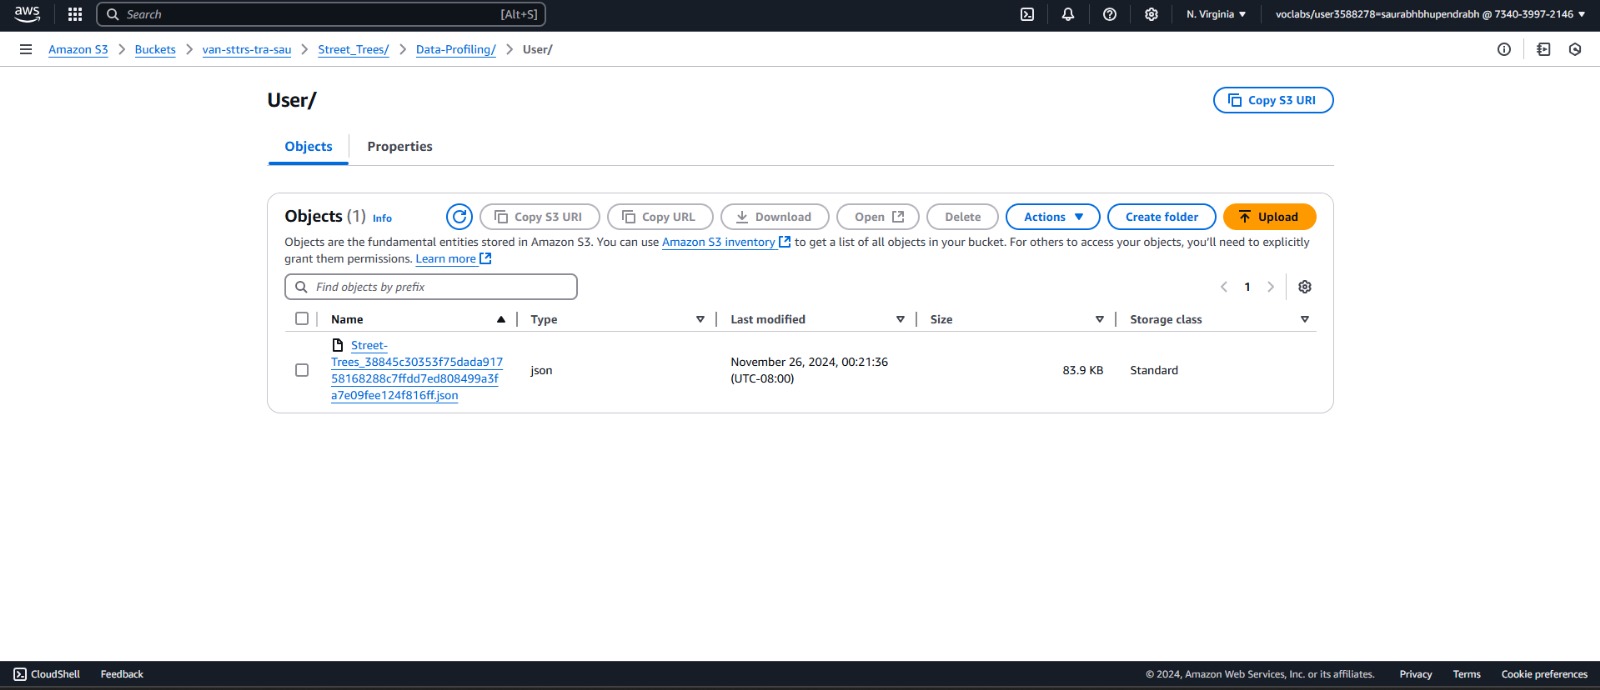 aws
Search [Alt+S]
N. Virginia
voclabs/user3588278=saurabhbhupendrabh @ 7340-3997-2146
Amazon S3 > Buckets > van-sttrs-tra-sau > Street_Trees/ > Data-Profiling/ > User/
User/
Copy S3 URI
Objects
Properties
Objects (1) Info
Copy S3 URI
Copy URL
Download
Open
Delete
Actions
Create folder
Upload
Objects are the fundamental entities stored in Amazon S3. You can use Amazon S3 inventory to get a list of all objects in your bucket. For others to access your objects, you'll need to explicitly
grant them permissions. Learn more
Find objects by prefix
1
Name
Type
Last modified
Size
Storage class
Street-
Trees_38845c30353f75dada917
58168288c7ffdd7ed808499a3f
a7e09fee124f816ff.json
json
November 26, 2024, 00:21:36
(UTC-08:00)
83.9 KB
Standard
CloudShell
Feedback
© 2024, Amazon Web Services, Inc. or its affiliates.
Privacy
Terms
Cookie preferences